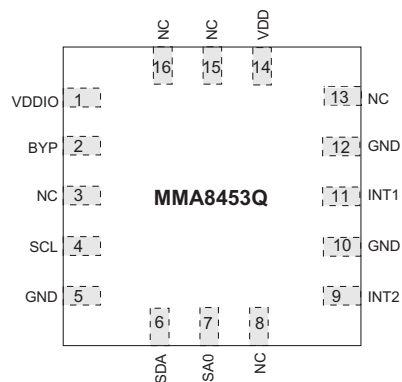 NC
NC
VDD
16
15
14
VDDIO 1
13 NC
BYP 2
12 GND
NC 3
MMA8453Q
11 INT1
SCL 4
10 GND
GND 5
9 INT2
6
7
8
SDA
SA0
NC